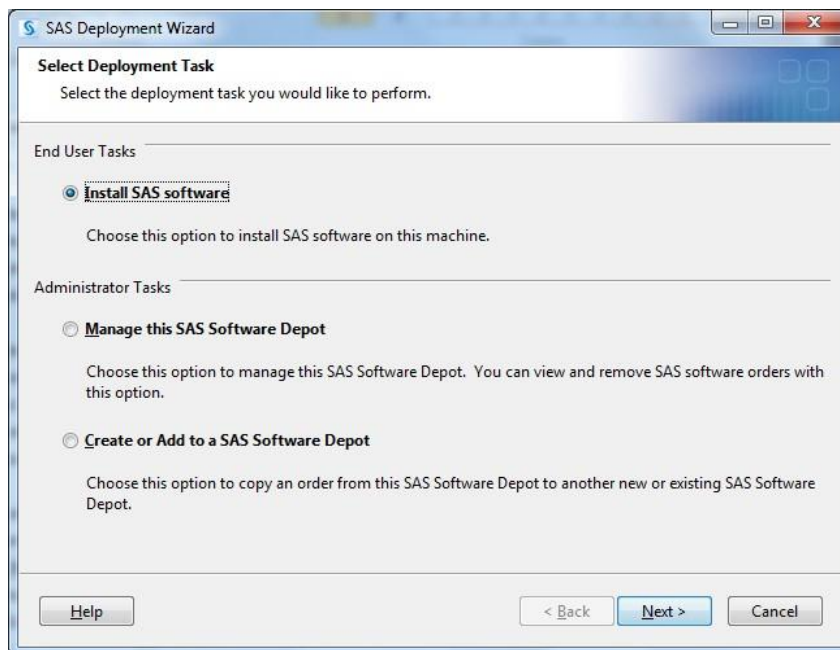 SAS Deployment Wizard
Select Deployment Task
Select the deployment task you would like to perform.
End User Tasks
Install SAS software
Choose this option to install SAS software on this machine.
Administrator Tasks
Manage this SAS Software Depot
Choose this option to manage this SAS Software Depot.  You can view and remove SAS software orders with
this option.
Create or Add to a SAS Software Depot
Choose this option to copy an order from this SAS Software Depot to another new or existing SAS Software
Depot.
Help
< Back
Next >
Cancel